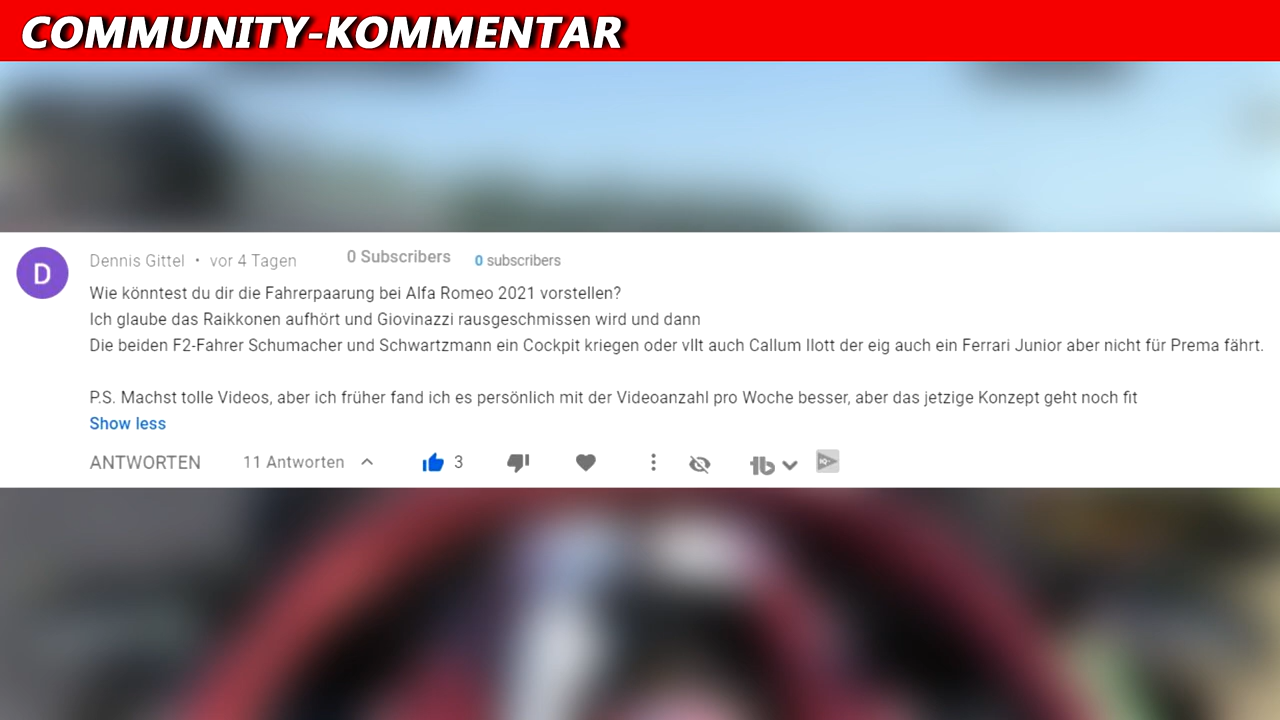 COMMUNITY-KOMMENTAR
Dennis Gittel • vor 4 Tagen 0 Subscribers 0 subscribers
D
Wie könntest du dir die Fahrerpaarung bei Alfa Romeo 2021 vorstellen?
Ich glaube das Raikkonen aufhört und Giovinazzi rausgeschmissen wird und dann
Die beiden F2-Fahrer Schumacher und Schwartzmann ein Cockpit kriegen oder vllt auch Callum Ilott der eig auch ein Ferrari Junior aber nicht für Prema fährt.
P.S. Machst tolle Videos, aber ich früher fand ich es persönlich mit der Videoanzahl pro Woche besser, aber das jetzige Konzept geht noch fit
Show less
ANTWORTEN 11 Antworten 3